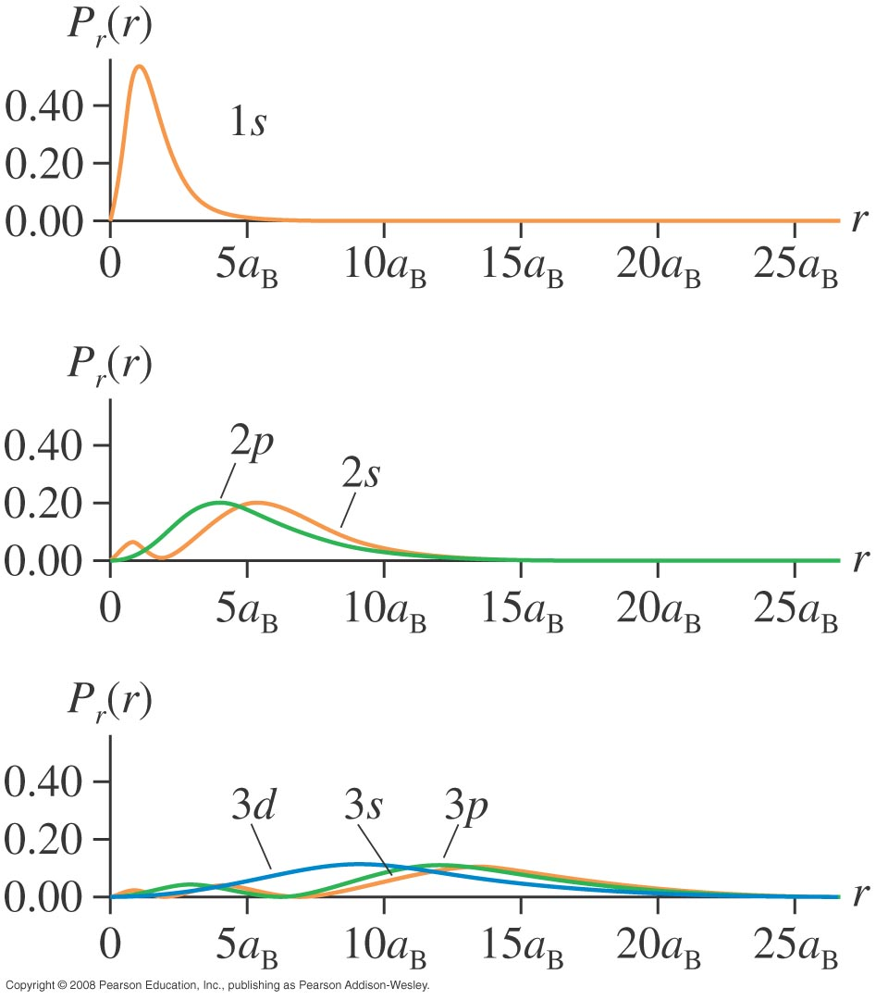 Pr(r)
0.40
1s
0.20
0.00
r
0 5aB 10aB 15aB 20aB 25aB
Pr(r)
2p
0.40
2s
0.20
0.00
r
0 5aB 10aB 15aB 20aB 25aB
Pr(r)
0.40
3d 3s 3p
0.20
0.00
r
0 5aB 10aB 15aB 20aB 25aB
Copyright © 2008 Pearson Education, Inc., publishing as Pearson Addison-Wesley.